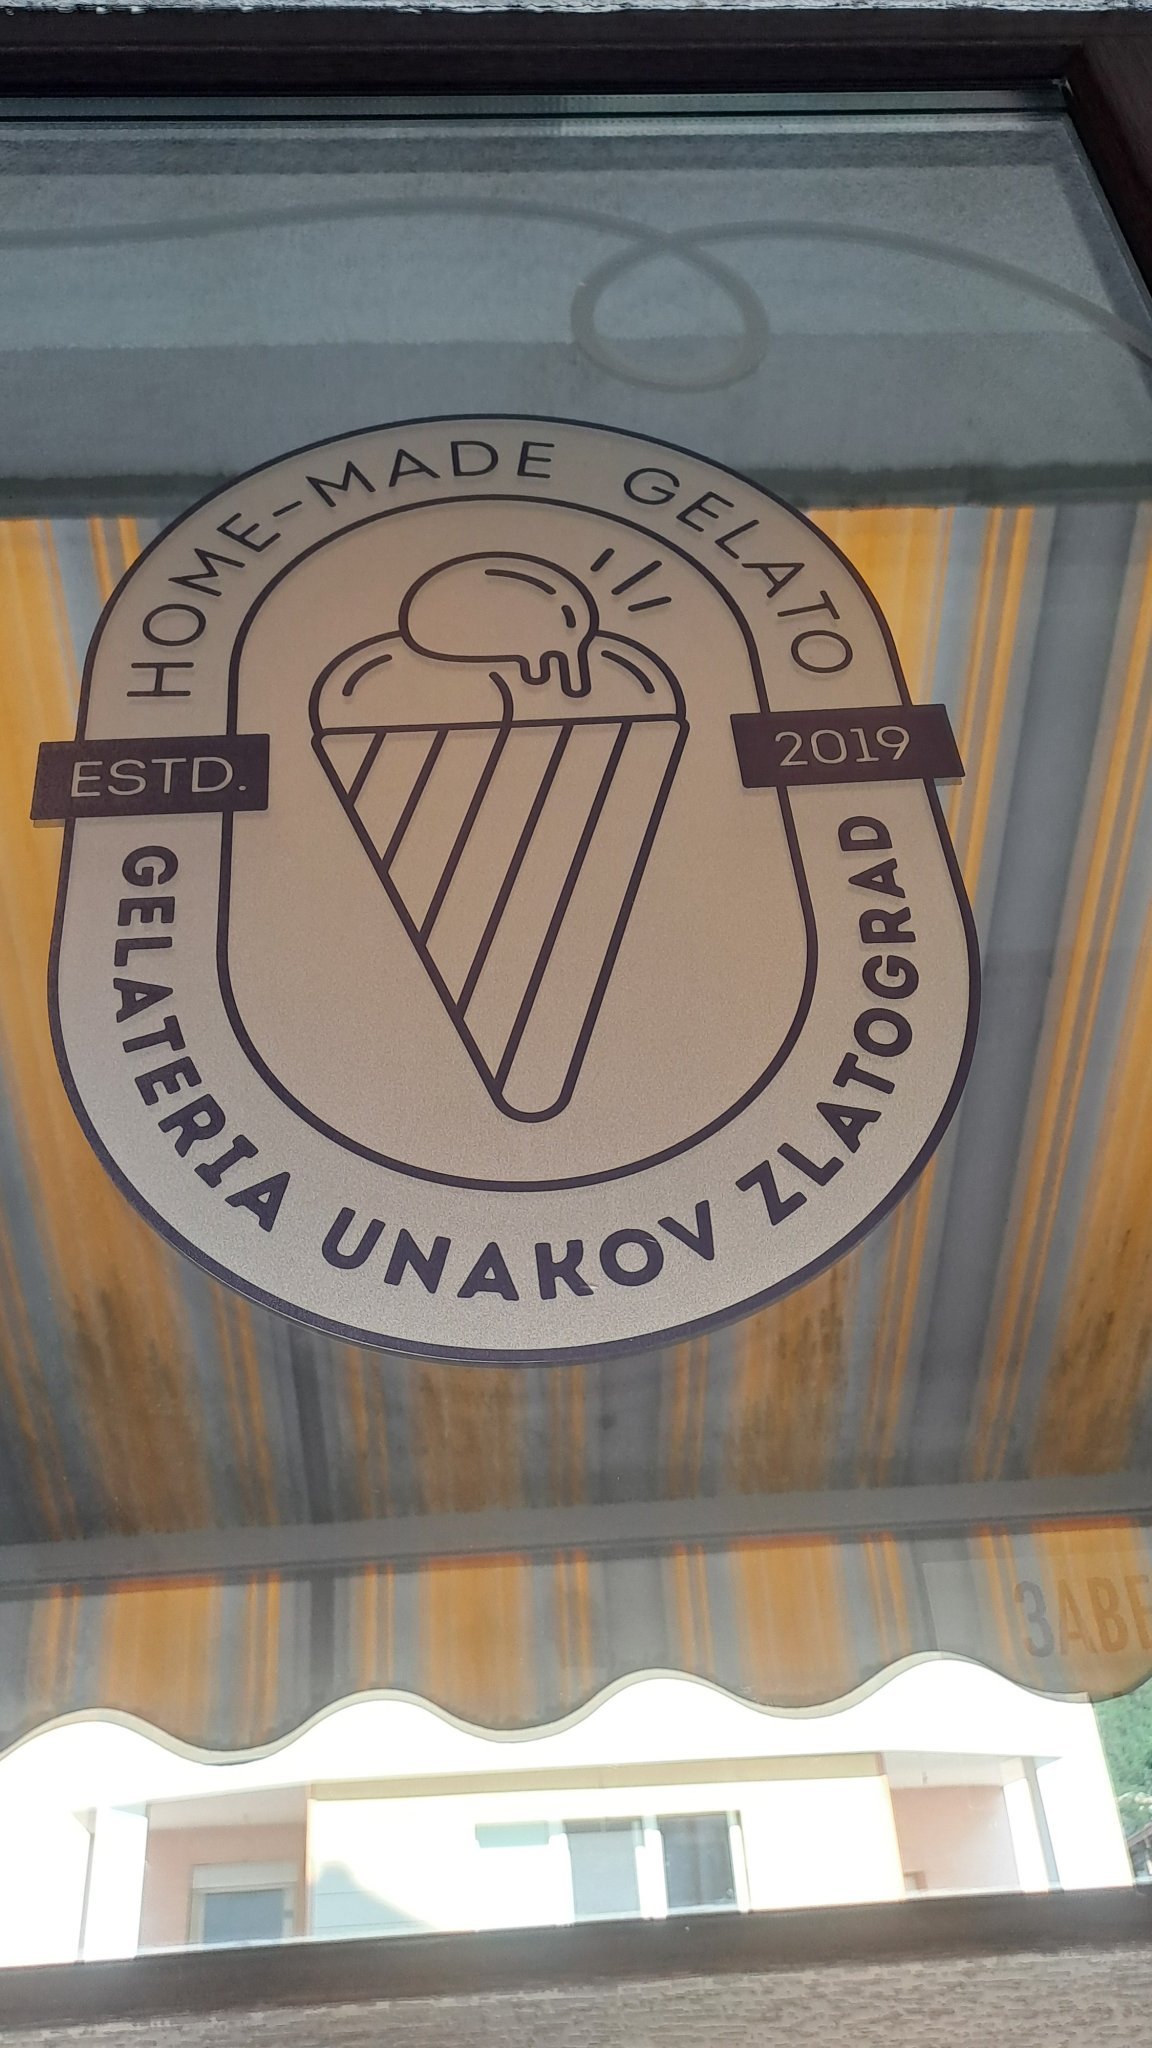 HOME-MADE GELATO
ESTD. 2019
GELATERIA UNAKOV ZLATOGRAD